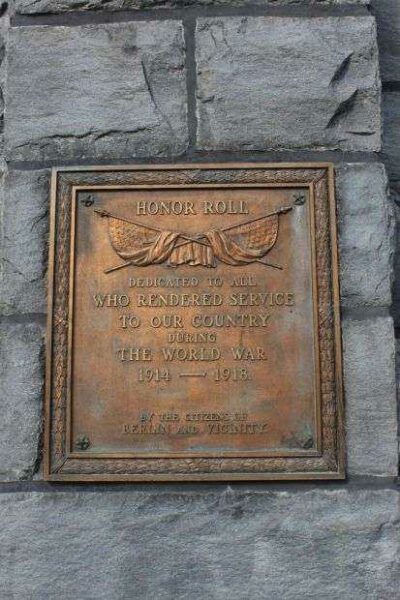 HONOR ROLL
DEDICATED TO ALL
WHO RENDERED SERVICE
TO OUR COUNTRY
DURING
THE WORLD WAR
1914 — 1918.
BY THE CITIZENS OF
BERLIN AND VICINITY